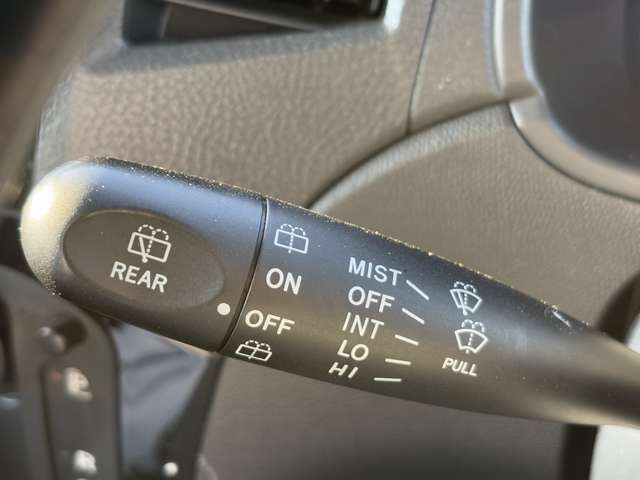 REAR
ON
OFF
MIST
OFF
INT
LO
HI
PULL